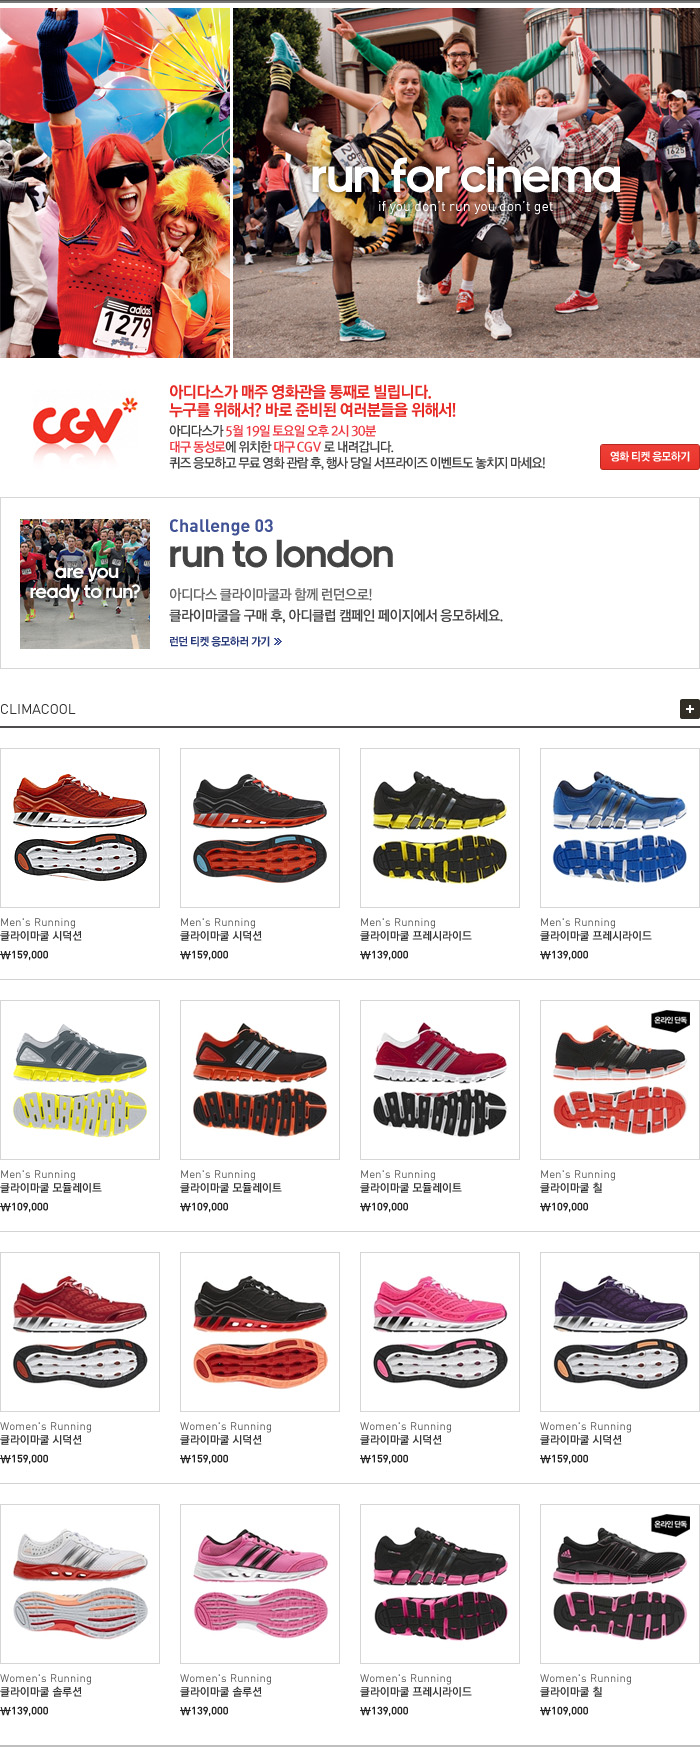 adidas
1279
2179
1625
run for cinema
if you don't run you don't get
CGV
아디다스가 매주 영화관을 통째로 빌립니다.
누구를 위해서? 바로 준비된 여러분들을 위해서!
아디다스가 5월 19일 토요일 오후 2시 30분
대구 동성로에 위치한 대구 CGV 로 내려갑니다.
퀴즈 응모하고 무료 영화 관람 후, 행사 당일 서프라이즈 이벤트도 놓치지 마세요!
영화 티켓 응모하기
are you
ready to run?
Challenge 03
run to london
아디다스 클라이마쿨과 함께 런던으로!
클라이마쿨을 구매 후, 아디클럽 캠페인 페이지에서 응모하세요.
런던 티켓 응모하러 가기 »
CLIMACOOL
+
Men's Running
클라이마쿨 시덕션
₩159,000
Men's Running
클라이마쿨 시덕션
₩159,000
Men's Running
클라이마쿨 프레시라이드
₩139,000
Men's Running
클라이마쿨 프레시라이드
₩139,000
Men's Running
클라이마쿨 모듈레이트
₩109,000
Men's Running
클라이마쿨 모듈레이트
₩109,000
Men's Running
클라이마쿨 모듈레이트
₩109,000
온라인 단독
Men's Running
클라이마쿨 칠
₩109,000
Women's Running
클라이마쿨 시덕션
₩159,000
Women's Running
클라이마쿨 시덕션
₩159,000
Women's Running
클라이마쿨 시덕션
₩159,000
Women's Running
클라이마쿨 시덕션
₩159,000
Women's Running
클라이마쿨 솔루션
₩139,000
Women's Running
클라이마쿨 솔루션
₩139,000
Women's Running
클라이마쿨 프레시라이드
₩139,000
온라인 단독
Women's Running
클라이마쿨 칠
₩109,000